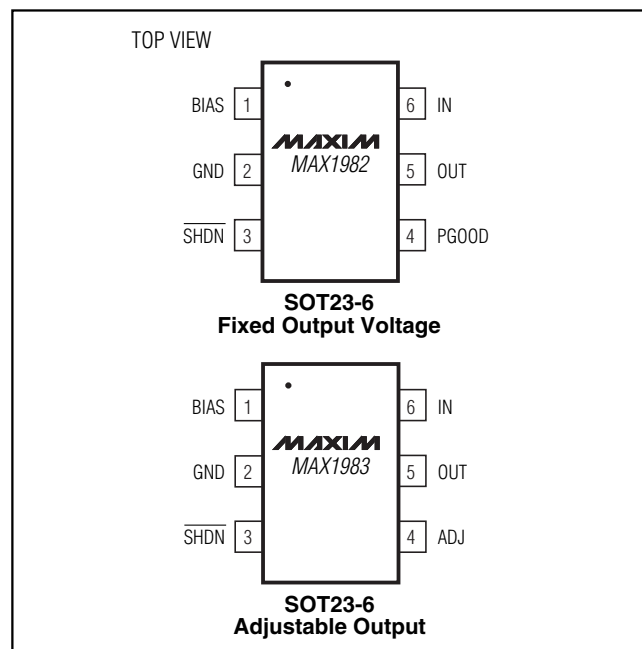 TOP VIEW
BIAS 1 6 IN
MAXIM
MAX1982
GND 2 5 OUT
SHDN 3 4 PGOOD
SOT23-6
Fixed Output Voltage
BIAS 1 6 IN
MAXIM
MAX1983
GND 2 5 OUT
SHDN 3 4 ADJ
SOT23-6
Adjustable Output